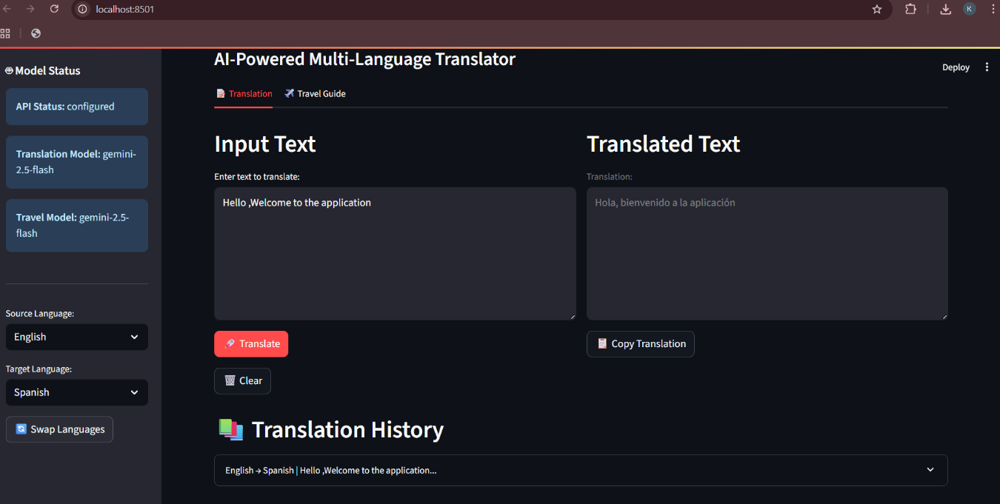 localhost:8501
K
Model Status
API Status: configured
Translation Model: gemini-
2.5-flash
Travel Model: gemini-2.5-
flash
Source Language:
English
Target Language:
Spanish
Swap Languages
AI-Powered Multi-Language Translator
Deploy
Translation
Travel Guide
Input Text
Enter text to translate:
Hello ,Welcome to the application
Translate
Clear
Translated Text
Translation:
Hola, bienvenido a la aplicación
Copy Translation
Translation History
English → Spanish | Hello ,Welcome to the application...